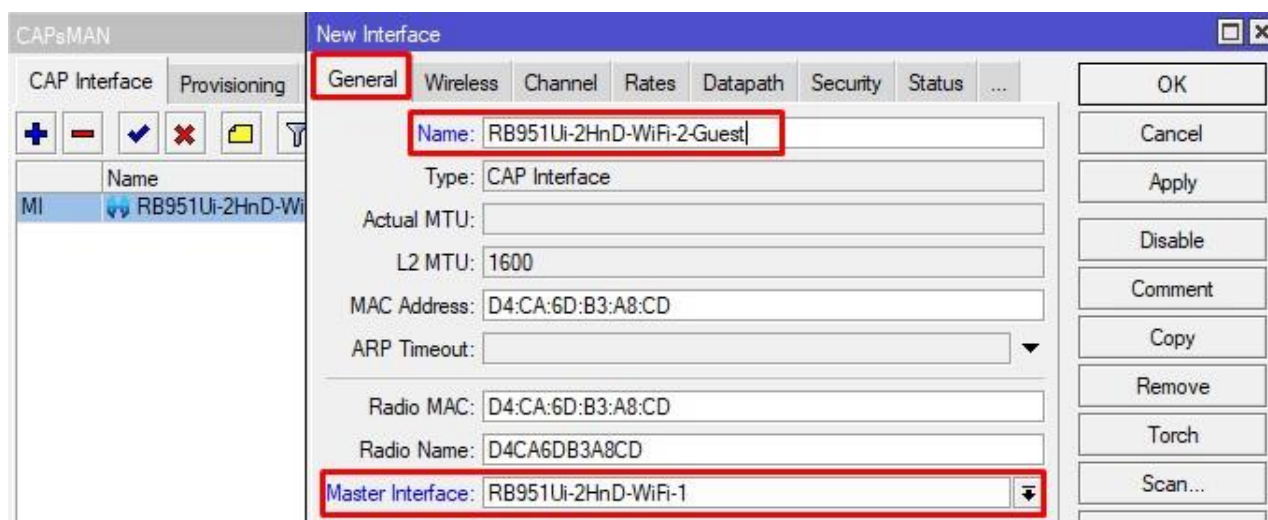 CAPsMAN
CAP Interface Provisioning
Name
MI RB951Ui-2HnD-Wi
New Interface
General Wireless Channel Rates Datapath Security Status ...
Name: RB951Ui-2HnD-WiFi-2-Guest
Type: CAP Interface
Actual MTU:
L2 MTU: 1600
MAC Address: D4:CA:6D:B3:A8:CD
ARP Timeout:
Radio MAC: D4:CA:6D:B3:A8:CD
Radio Name: D4CA6DB3A8CD
Master Interface: RB951Ui-2HnD-WiFi-1
OK
Cancel
Apply
Disable
Comment
Copy
Remove
Torch
Scan...